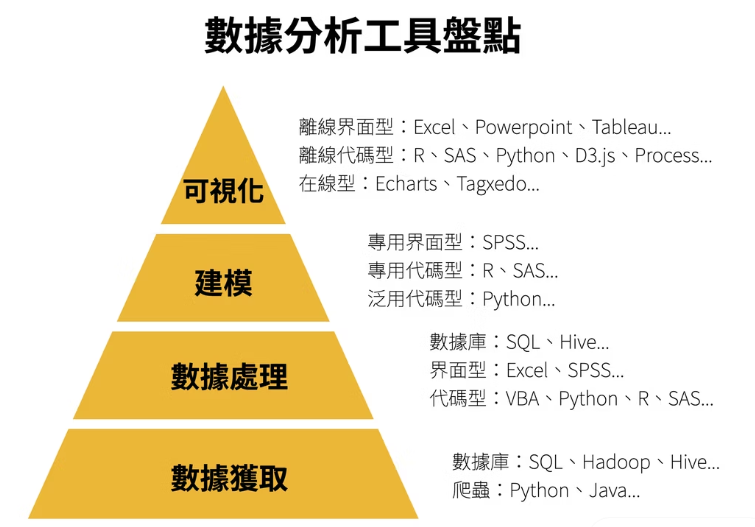 數據分析工具盤點
可視化
離線界面型：Excel、Powerpoint、Tableau...
離線代碼型：R、SAS、Python、D3.js、Process...
在線型：Echarts、Tagxedo...
建模
專用界面型：SPSS...
專用代碼型：R、SAS...
泛用代碼型：Python...
數據處理
數據庫：SQL、Hive...
界面型：Excel、SPSS...
代碼型：VBA、Python、R、SAS...
數據獲取
數據庫：SQL、Hadoop、Hive...
爬蟲：Python、Java...